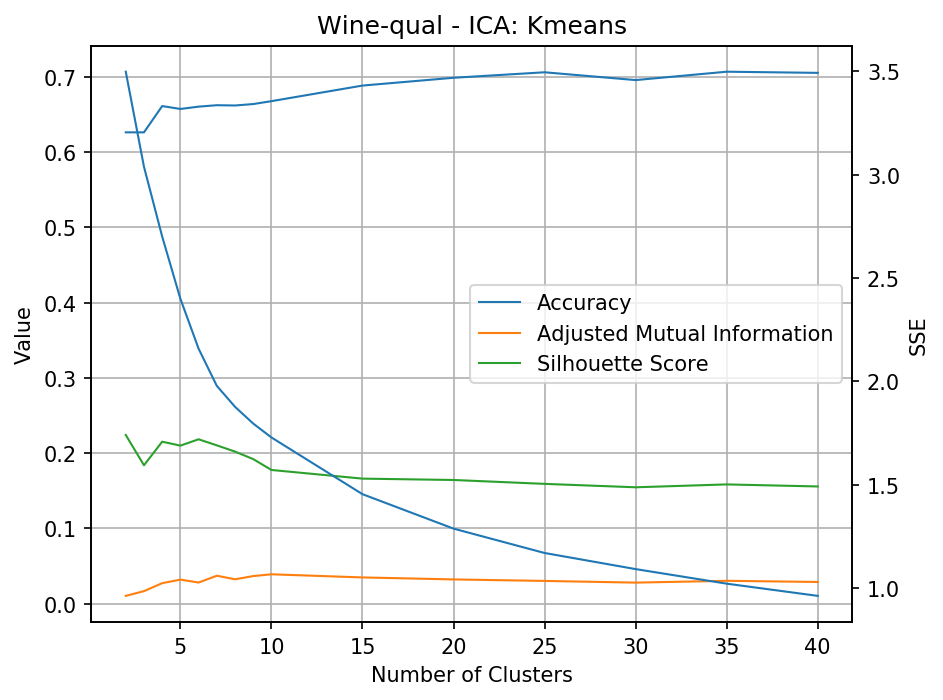 Wine-qual - ICA: Kmeans
Value
0.7
0.6
0.5
0.4
0.3
0.2
0.1
0.0
Accuracy
Adjusted Mutual Information
Silhouette Score
3.5
3.0
2.5
2.0
1.5
1.0
SSE
5 10 15 20 25 30 35 40
Number of Clusters